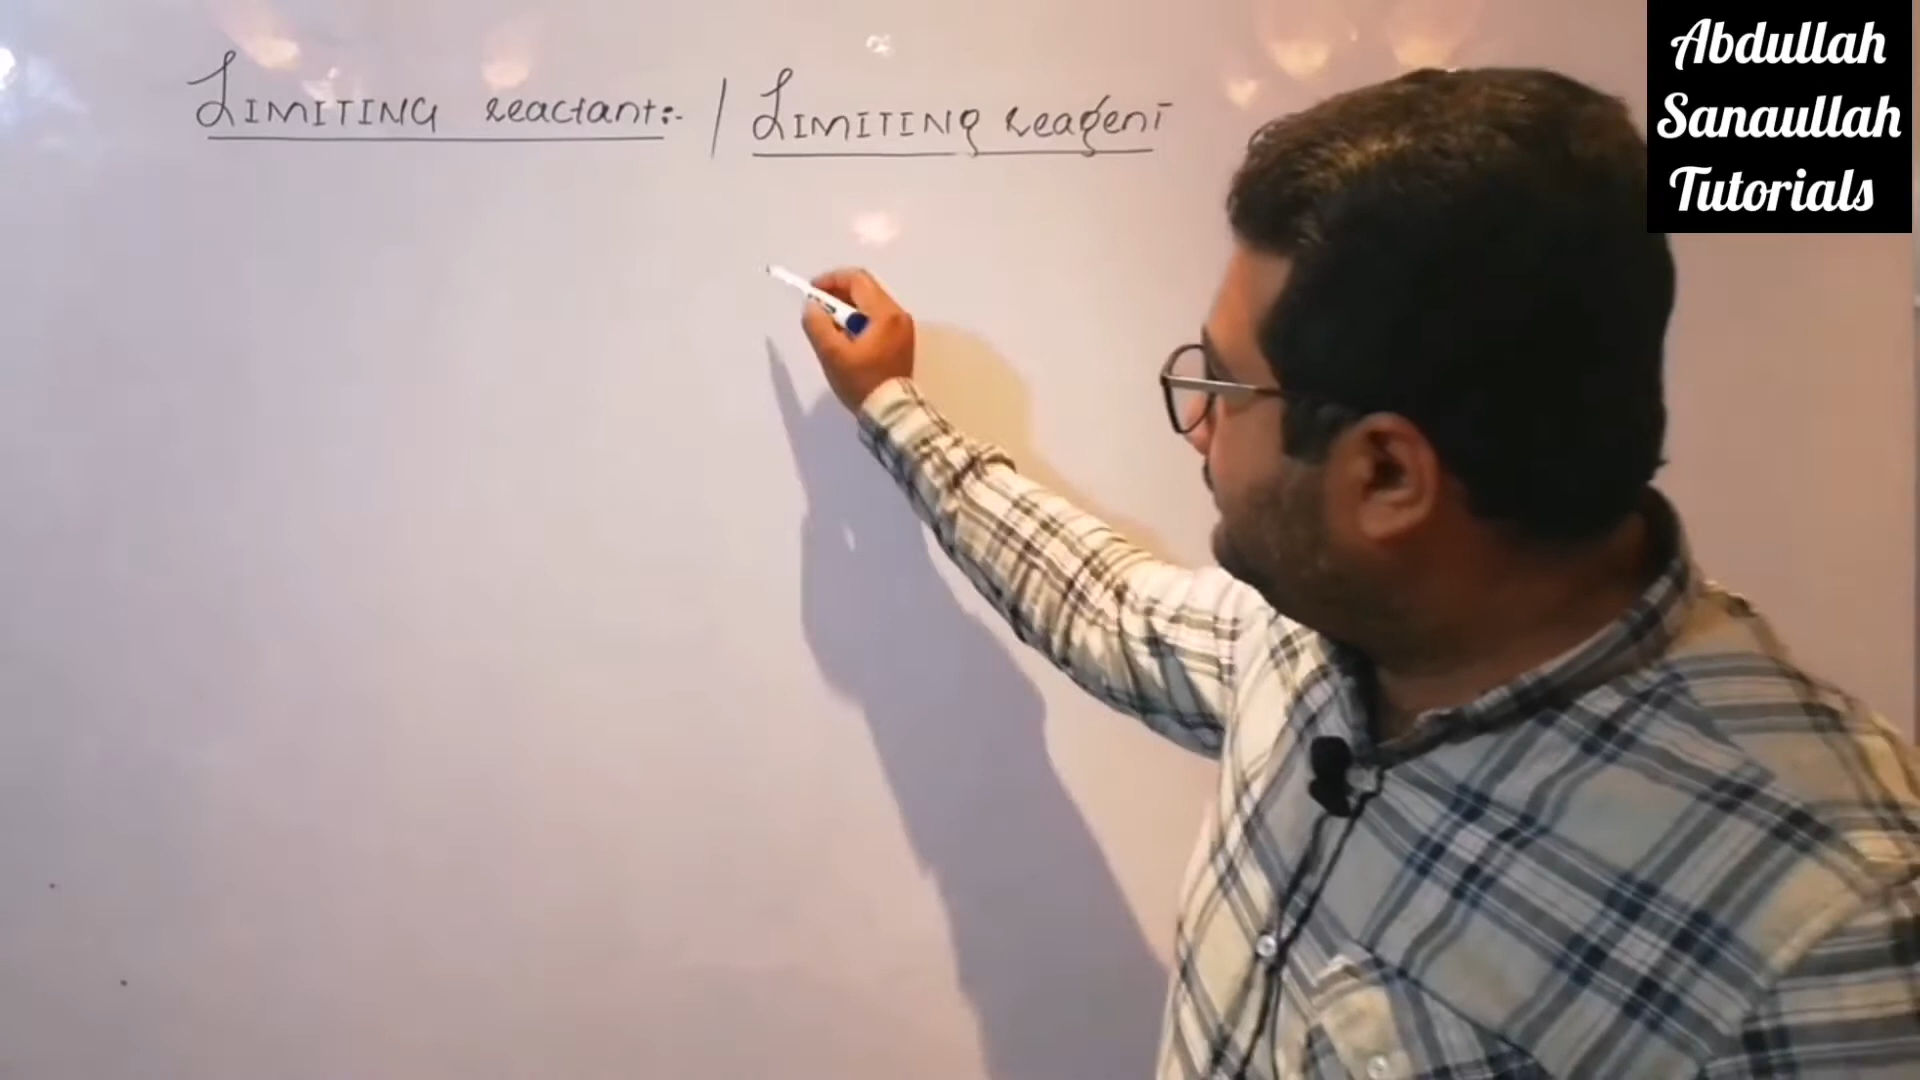 LIMITING reactant:- / LIMITING reagent
Abdullah
Sanaullah
Tutorials